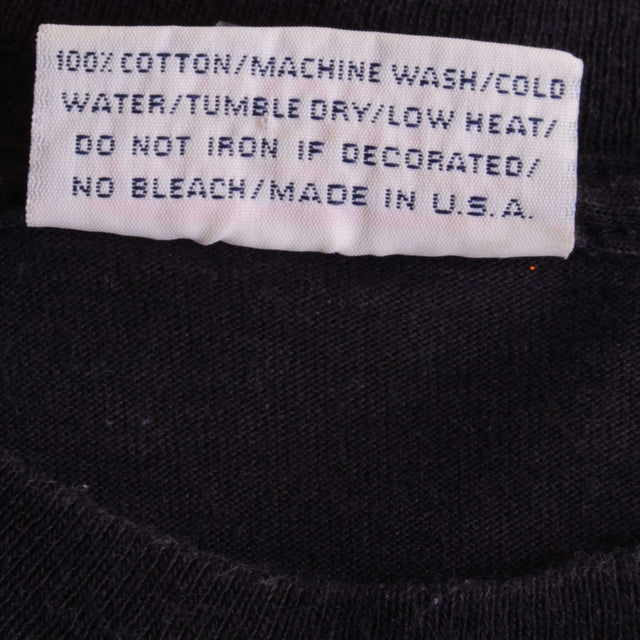 100% COTTON/MACHINE WASH/COLD
WATER/TUMBLE DRY/LOW HEAT/
DO NOT IRON IF DECORATED/
NO BLEACH/MADE IN U.S.A.